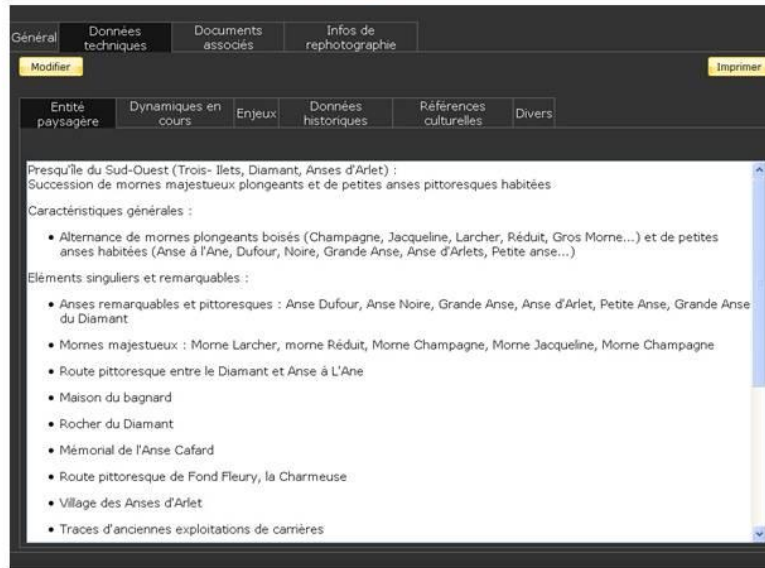 Général
Données
techniques
Documents
associés
Infos de
rephotographie
Modifier
Imprimer
Entité
paysagère
Dynamiques en
cours
Enjeux
Données
historiques
Références
culturelles
Divers
Presqu'île du Sud-Ouest (Trois- Ilets, Diamant, Anses d'Arlet) :
Succession de mornes majestueux plongeants et de petites anses pittoresques habitées
Caractéristiques générales :
• Alternance de mornes plongeants boisés (Champagne, Jacqueline, Larcher, Réduit, Gros Morne...) et de petites
anses habitées (Anse à l'Ane, Dufour, Noire, Grande Anse, Anse d'Arlets, Petite anse...)
Eléments singuliers et remarquables :
• Anses remarquables et pittoresques : Anse Dufour, Anse Noire, Grande Anse, Anse d'Arlet, Petite Anse, Grande Anse
du Diamant
• Mornes majestueux : Morne Larcher, morne Réduit, Morne Champagne, Morne Jacqueline, Morne Champagne
• Route pittoresque entre le Diamant et Anse à L'Ane
• Maison du bagnard
• Rocher du Diamant
• Mémorial de l'Anse Cafard
• Route pittoresque de Fond Fleury, la Charmeuse
• Village des Anses d'Arlet
• Traces d'anciennes exploitations de carrières